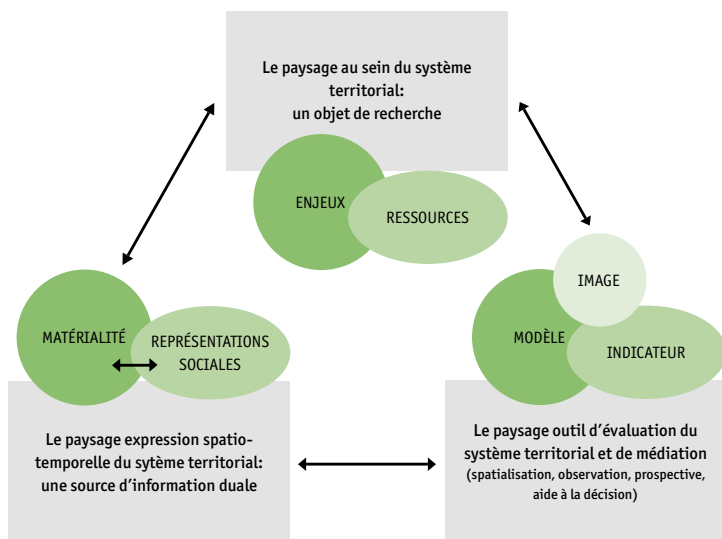 Le paysage au sein du système
territorial:
un objet de recherche
ENJEUX
RESSOURCES
IMAGE
MATÉRIALITÉ
REPRÉSENTATIONS
SOCIALES
MODÈLE
INDICATEUR
Le paysage expression spatio-
temporelle du sytème territorial:
une source d'information duale
Le paysage outil d'évaluation du
système territorial et de médiation
(spatialisation, observation, prospective,
aide à la décision)